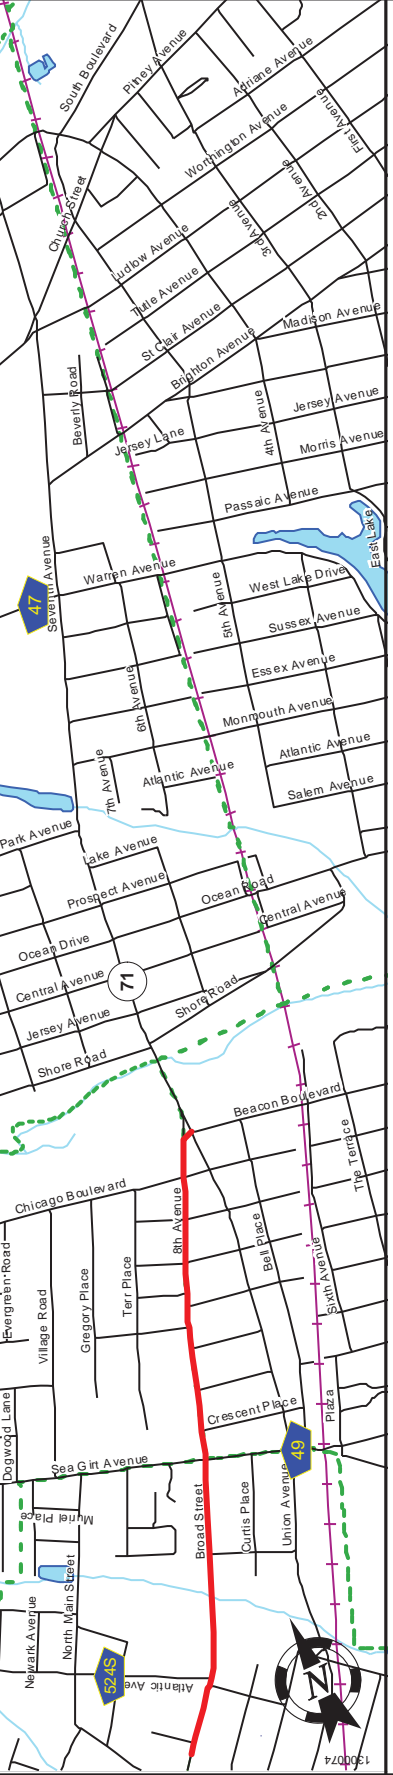 South Boulevard
Pitney Avenue
Adriane Avenue
First Avenue
Worthington Avenue
2nd Avenue
3rd Avenue
Church Street
Ludlow Avenue
Tuttle Avenue
St Clair Avenue
Brighton Avenue
Madison Avenue
Beverly Road
Jersey Lane
4th Avenue
Jersey Avenue
Morris Avenue
Passaic Avenue
East Lake
Seventh Avenue
47
Warren Avenue
5th Avenue
West Lake Drive
Sussex Avenue
Essex Avenue
6th Avenue
Monmouth Avenue
7th Avenue
Atlantic Avenue
Atlantic Avenue
Salem Avenue
Park Avenue
Lake Avenue
Prospect Avenue
Ocean Road
Central Avenue
Ocean Drive
Central Avenue
71
Jersey Avenue
Shore Road
Shore Road
Beacon Boulevard
The Terrace
Chicago Boulevard
8th Avenue
Bell Place
Sixth Avenue
Evergreen Road
Village Road
Gregory Place
Terr Place
Crescent Place
Plaza
Dogwood Lane
Sea Girt Avenue
49
Muriel Place
Broad Street
Curtis Place
Union Avenue
North Main Street
Newark Avenue
524S
Atlantic Ave
N
1300074